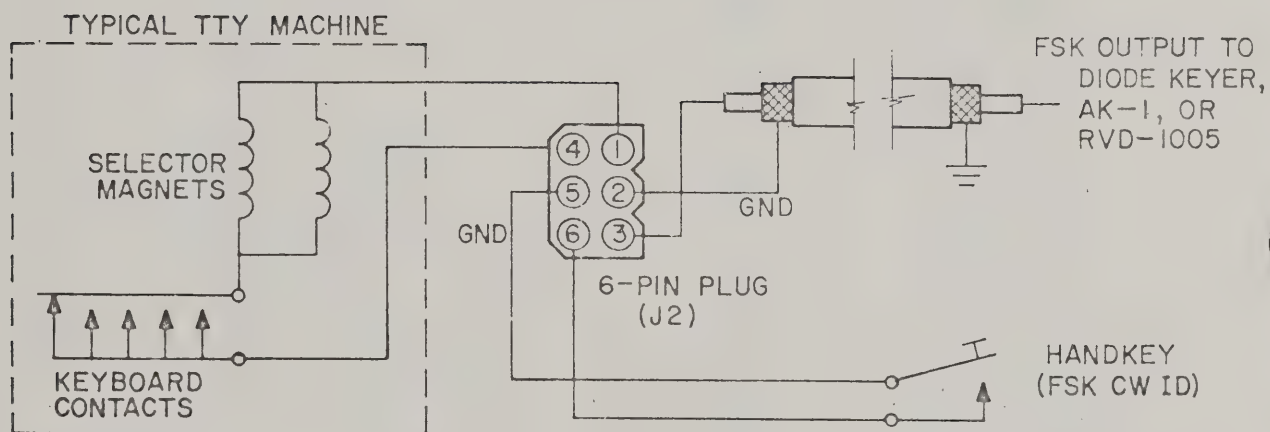 TYPICAL TTY MACHINE
SELECTOR
MAGNETS
KEYBOARD
CONTACTS
4 1
5 2
6 3
GND
GND
6-PIN PLUG
(J2)
FSK OUTPUT TO
DIODE KEYER,
AK-1, OR
RVD-1005
HANDKEY
(FSK CW ID)